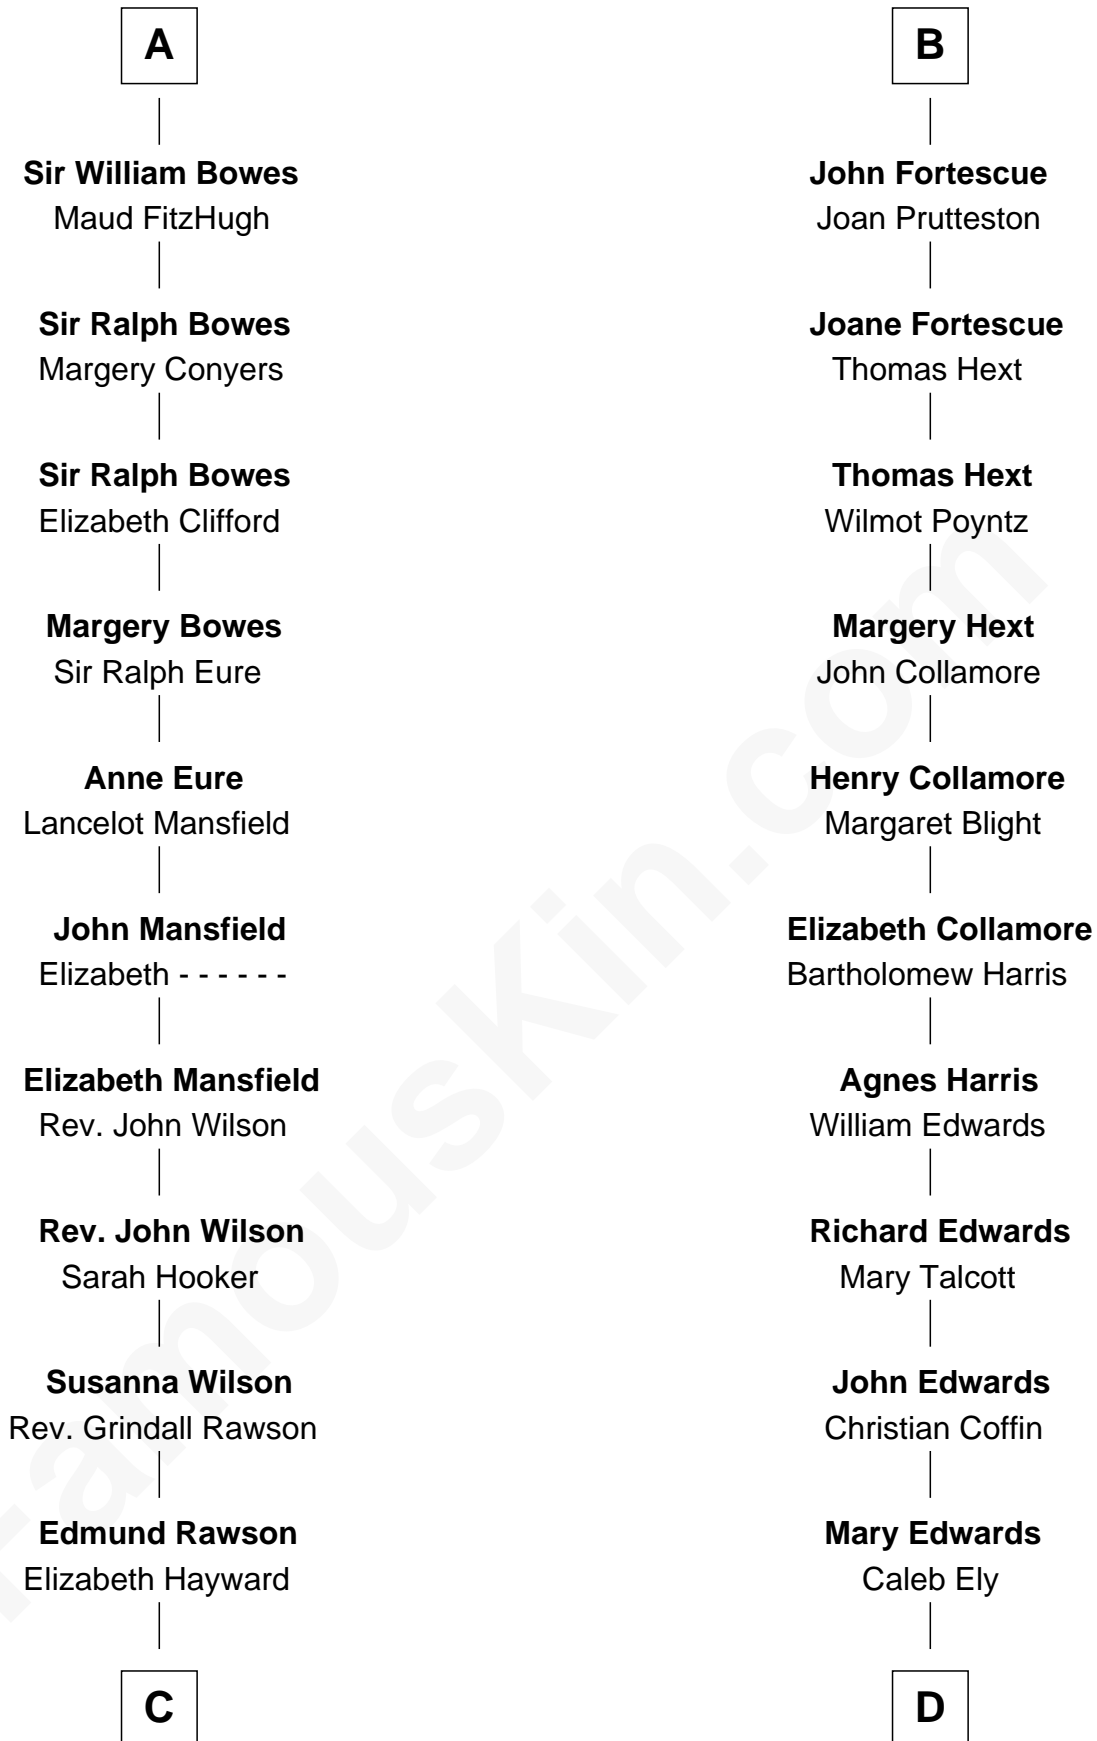 A
Sir William Bowes
Maud FitzHugh
Sir Ralph Bowes
Margery Conyers
Sir Ralph Bowes
Elizabeth Clifford
Margery Bowes
Sir Ralph Eure
Anne Eure
Lancelot Mansfield
John Mansfield
Elizabeth - - - - - -
Elizabeth Mansfield
Rev. John Wilson
Rev. John Wilson
Sarah Hooker
Susanna Wilson
Rev. Grindall Rawson
Edmund Rawson
Elizabeth Hayward
C
B
John Fortescue
Joan Prutteston
Joane Fortescue
Thomas Hext
Thomas Hext
Wilmot Poyntz
Margery Hext
John Collamore
Henry Collamore
Margaret Blight
Elizabeth Collamore
Bartholomew Harris
Agnes Harris
William Edwards
Richard Edwards
Mary Talcott
John Edwards
Christian Coffin
Mary Edwards
Caleb Ely
D
FamousKin.com